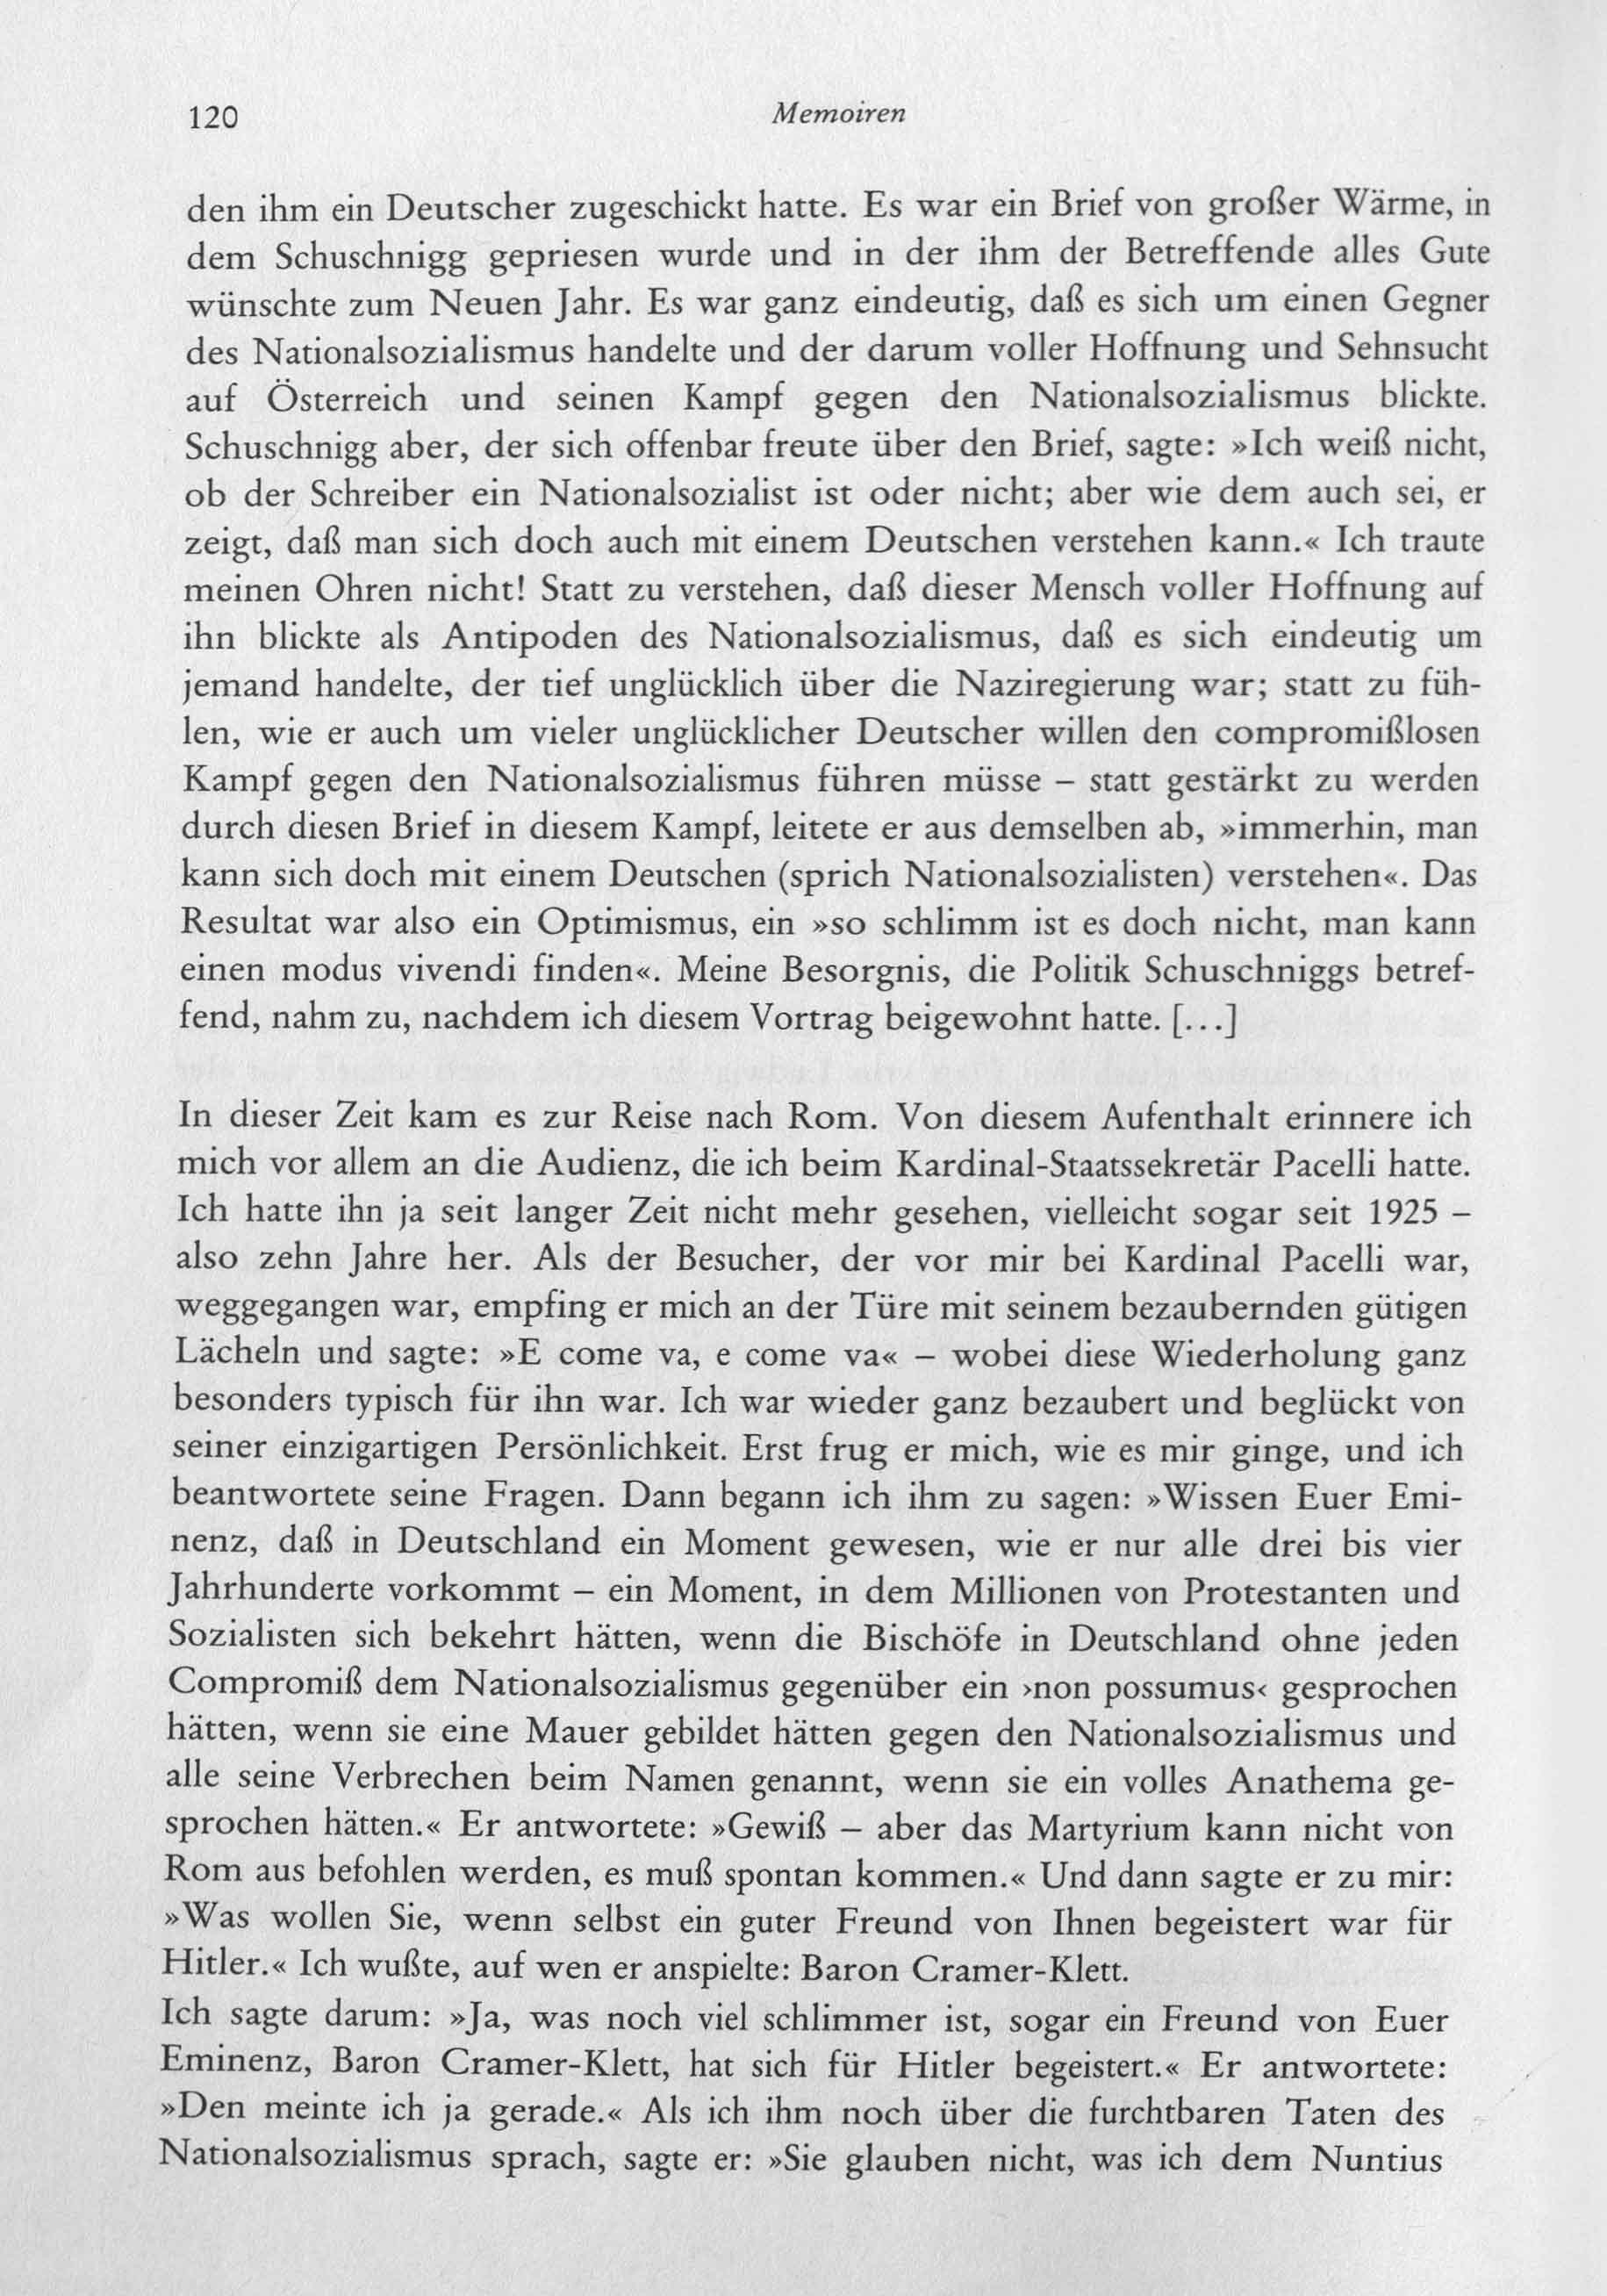 120
Memoiren
den ihm ein Deutscher zugeschickt hatte. Es war ein Brief von großer Wärme, in
dem Schuschnigg gepriesen wurde und in der ihm der Betreffende alles Gute
wünschte zum Neuen Jahr. Es war ganz eindeutig, daß es sich um einen Gegner
des Nationalsozialismus handelte und der darum voller Hoffnung und Sehnsucht
auf Österreich und seinen Kampf gegen den Nationalsozialismus blickte.
Schuschnigg aber, der sich offenbar freute über den Brief, sagte: »Ich weiß nicht,
ob der Schreiber ein Nationalsozialist ist oder nicht; aber wie dem auch sei, er
zeigt, daß man sich doch auch mit einem Deutschen verstehen kann.« Ich traute
meinen Ohren nicht! Statt zu verstehen, daß dieser Mensch voller Hoffnung auf
ihn blickte als Antipoden des Nationalsozialismus, daß es sich eindeutig um
jemand handelte, der tief unglücklich über die Naziregierung war; statt zu füh-
len, wie er auch um vieler unglücklicher Deutscher willen den compromißlosen
Kampf gegen den Nationalsozialismus führen müsse – statt gestärkt zu werden
durch diesen Brief in diesem Kampf, leitete er aus demselben ab, »immerhin, man
kann sich doch mit einem Deutschen (sprich Nationalsozialisten) verstehen«. Das
Resultat war also ein Optimismus, ein »so schlimm ist es doch nicht, man kann
einen modus vivendi finden«. Meine Besorgnis, die Politik Schuschniggs betref-
fend, nahm zu, nachdem ich diesem Vortrag beigewohnt hatte. [...]
In dieser Zeit kam es zur Reise nach Rom. Von diesem Aufenthalt erinnere ich
mich vor allem an die Audienz, die ich beim Kardinal-Staatssekretär Pacelli hatte.
Ich hatte ihn ja seit langer Zeit nicht mehr gesehen, vielleicht sogar seit 1925 –
also zehn Jahre her. Als der Besucher, der vor mir bei Kardinal Pacelli war,
weggegangen war, empfing er mich an der Türe mit seinem bezaubernden gütigen
Lächeln und sagte: »E come va, e come va« – wobei diese Wiederholung ganz
besonders typisch für ihn war. Ich war wieder ganz bezaubert und beglückt von
seiner einzigartigen Persönlichkeit. Erst frug er mich, wie es mir ginge, und ich
beantwortete seine Fragen. Dann begann ich ihm zu sagen: »Wissen Euer Emi-
nenz, daß in Deutschland ein Moment gewesen, wie er nur alle drei bis vier
Jahrhunderte vorkommt – ein Moment, in dem Millionen von Protestanten und
Sozialisten sich bekehrt hätten, wenn die Bischöfe in Deutschland ohne jeden
Compromiß dem Nationalsozialismus gegenüber ein ›non possumus‹ gesprochen
hätten, wenn sie eine Mauer gebildet hätten gegen den Nationalsozialismus und
alle seine Verbrechen beim Namen genannt, wenn sie ein volles Anathema ge-
sprochen hätten.« Er antwortete: »Gewiß – aber das Martyrium kann nicht von
Rom aus befohlen werden, es muß spontan kommen.« Und dann sagte er zu mir:
»Was wollen Sie, wenn selbst ein guter Freund von Ihnen begeistert war für
Hitler.« Ich wußte, auf wen er anspielte: Baron Cramer-Klett.
Ich sagte darum: »Ja, was noch viel schlimmer ist, sogar ein Freund von Euer
Eminenz, Baron Cramer-Klett, hat sich für Hitler begeistert.« Er antwortete:
»Den meinte ich ja gerade.« Als ich ihm noch über die furchtbaren Taten des
Nationalsozialismus sprach, sagte er: »Sie glauben nicht, was ich dem Nuntius